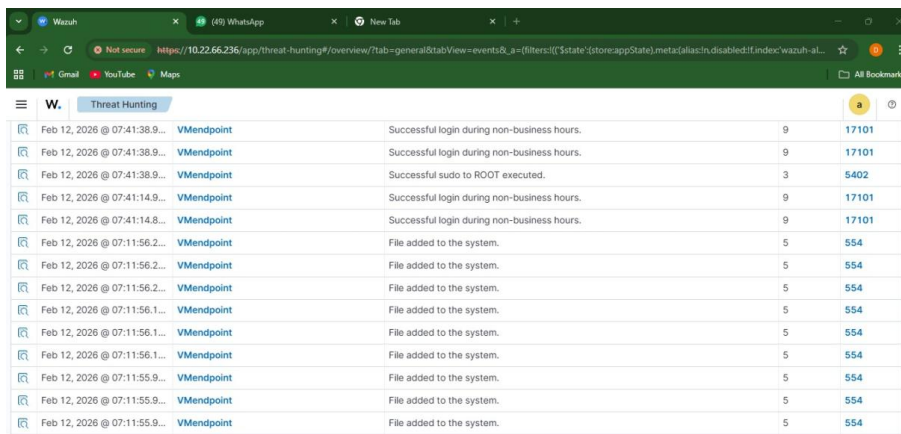 Wazuh
(49) WhatsApp
New Tab
Not secure https://10.22.66.236/app/threat-hunting#/overview/?tab=general&tabView=events&_a=(filters:!(('$state':(store:appState),meta:(alias:!n,disabled:!f,index:'wazuh-al...
D
Gmail YouTube Maps All Bookmark
W. Threat Hunting a
Feb 12, 2026 @ 07:41:38.9... VMendpoint Successful login during non-business hours. 9 17101
Feb 12, 2026 @ 07:41:38.9... VMendpoint Successful login during non-business hours. 9 17101
Feb 12, 2026 @ 07:41:38.9... VMendpoint Successful sudo to ROOT executed. 3 5402
Feb 12, 2026 @ 07:41:14.9... VMendpoint Successful login during non-business hours. 9 17101
Feb 12, 2026 @ 07:41:14.8... VMendpoint Successful login during non-business hours. 9 17101
Feb 12, 2026 @ 07:11:56.2... VMendpoint File added to the system. 5 554
Feb 12, 2026 @ 07:11:56.2... VMendpoint File added to the system. 5 554
Feb 12, 2026 @ 07:11:56.2... VMendpoint File added to the system. 5 554
Feb 12, 2026 @ 07:11:56.1... VMendpoint File added to the system. 5 554
Feb 12, 2026 @ 07:11:56.1... VMendpoint File added to the system. 5 554
Feb 12, 2026 @ 07:11:56.1... VMendpoint File added to the system. 5 554
Feb 12, 2026 @ 07:11:55.9... VMendpoint File added to the system. 5 554
Feb 12, 2026 @ 07:11:55.9... VMendpoint File added to the system. 5 554
Feb 12, 2026 @ 07:11:55.9... VMendpoint File added to the system. 5 554